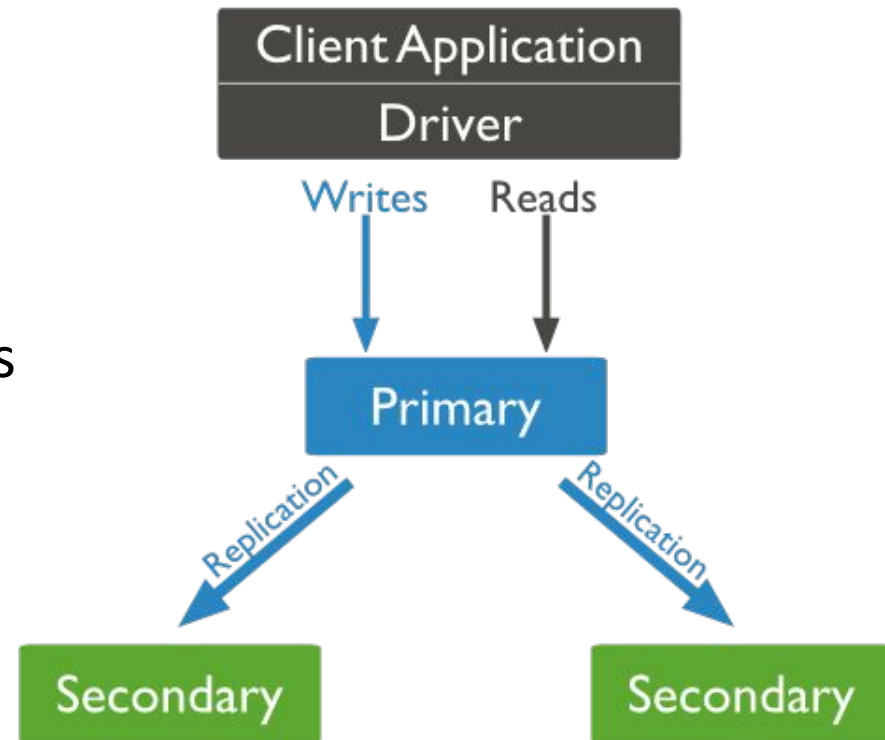 Client Application
Driver
Writes Reads
s
Primary
Replication Replication
Secondary Secondary